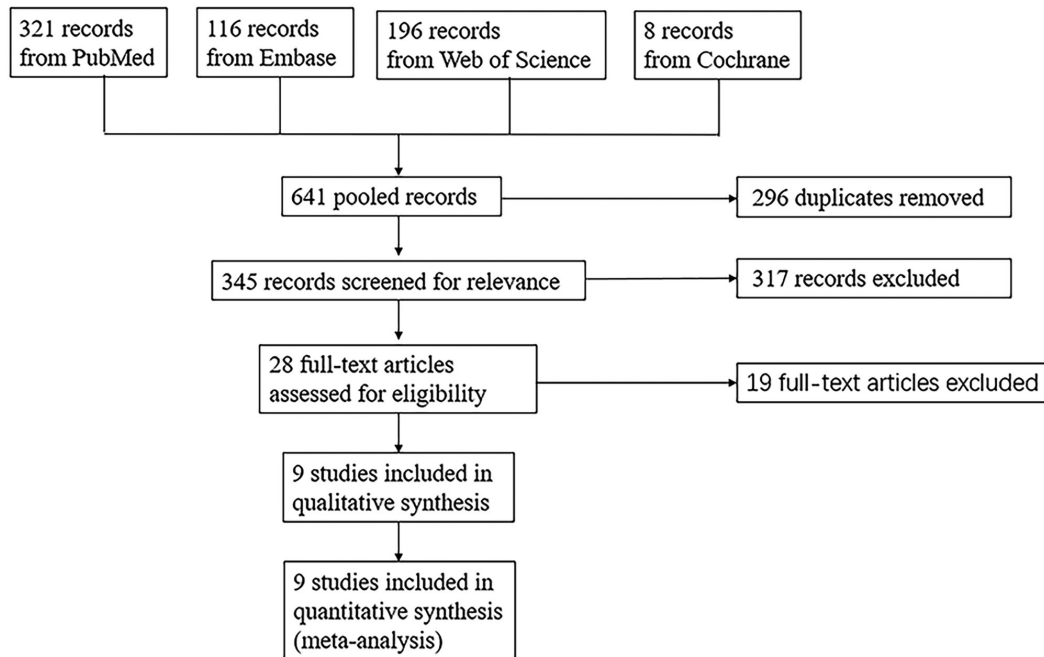 321 records
from PubMed
116 records
from Embase
196 records
from Web of Science
8 records
from Cochrane
641 pooled records
296 duplicates removed
345 records screened for relevance
317 records excluded
28 full-text articles
assessed for eligibility
19 full-text articles excluded
9 studies included in
qualitative synthesis
9 studies included in
quantitative synthesis
(meta-analysis)